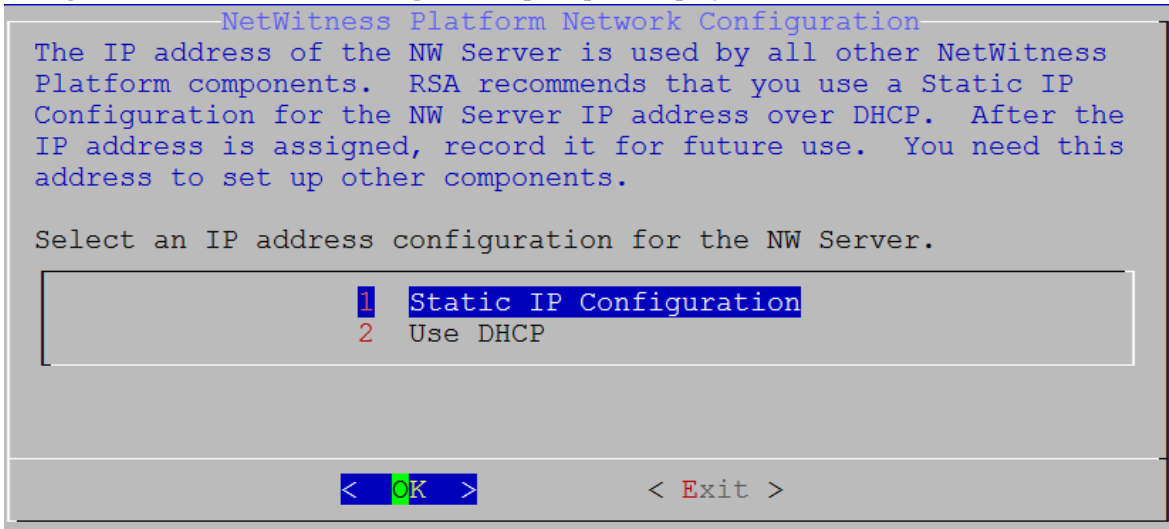 NetWitness Platform Network Configuration
The IP address of the NW Server is used by all other NetWitness
Platform components.  RSA recommends that you use a Static IP
Configuration for the NW Server IP address over DHCP.  After the
IP address is assigned, record it for future use.  You need this
address to set up other components.
Select an IP address configuration for the NW Server.
1  Static IP Configuration
2  Use DHCP
<  OK  > < Exit >